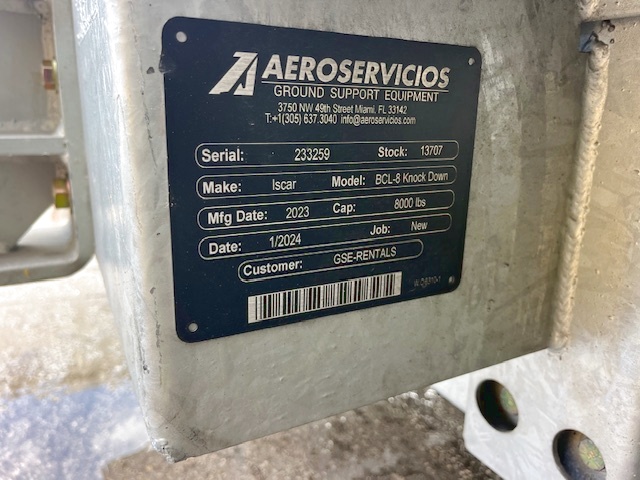 AEROSERVICIOS
GROUND SUPPORT EQUIPMENT
3750 NW 49th Street Miami, FL 33142
T:+1(305) 637.3040 info@aeroservicios.com
Serial: 233259 Stock: 13707
Make: Iscar Model: BCL-8 Knock Down
Mfg Date: 2023 Cap: 8000 lbs
Date: 1/2024 Job: New
Customer: GSE-RENTALS